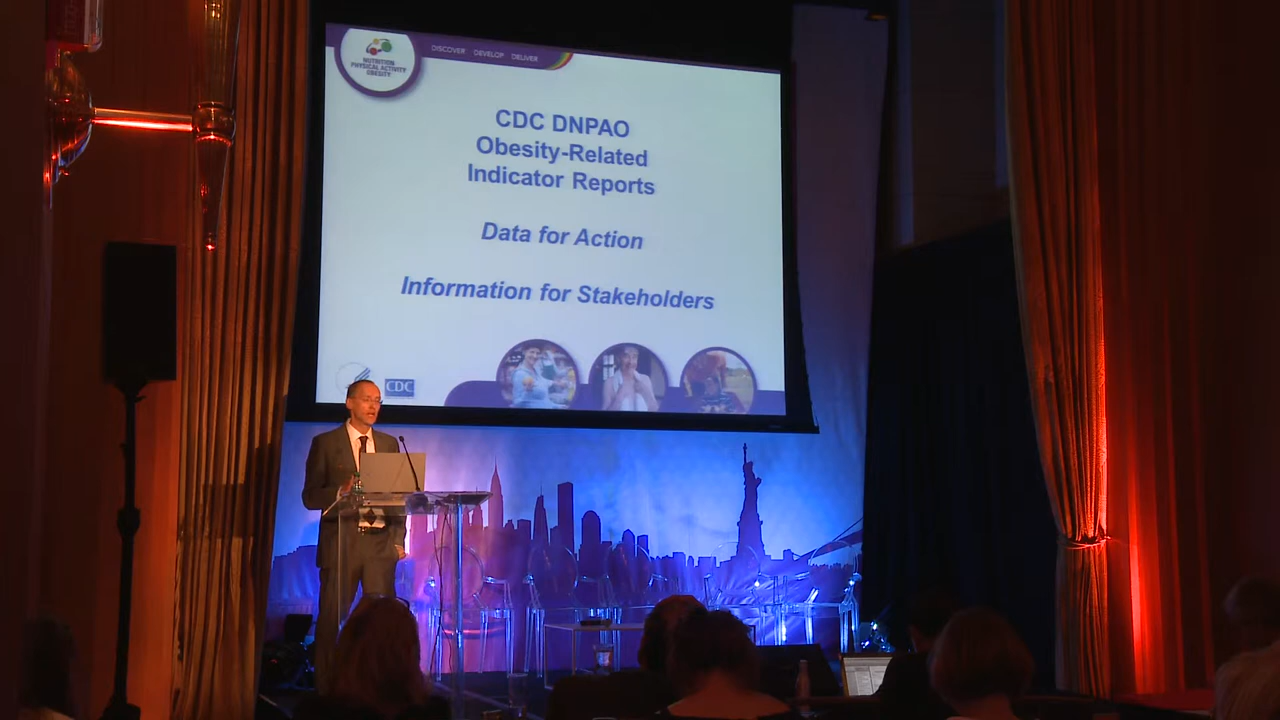 DISCOVER DEVELOP DELIVER
NUTRITION
PHYSICAL ACTIVITY
OBESITY
CDC DNPAO
Obesity-Related
Indicator Reports
Data for Action
Information for Stakeholders
CDC